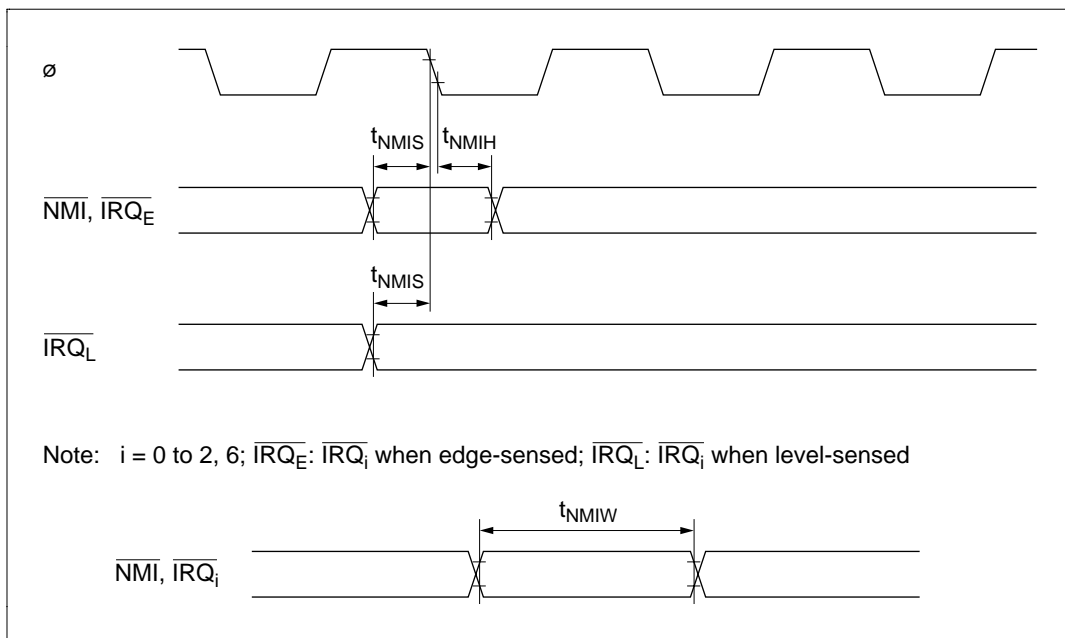 ø
tNMIS tNMIH
NMI, IRQE
tNMIS
IRQL
Note: i = 0 to 2, 6; IRQE: IRQi when edge-sensed; IRQL: IRQi when level-sensed
tNMIW
NMI, IRQi